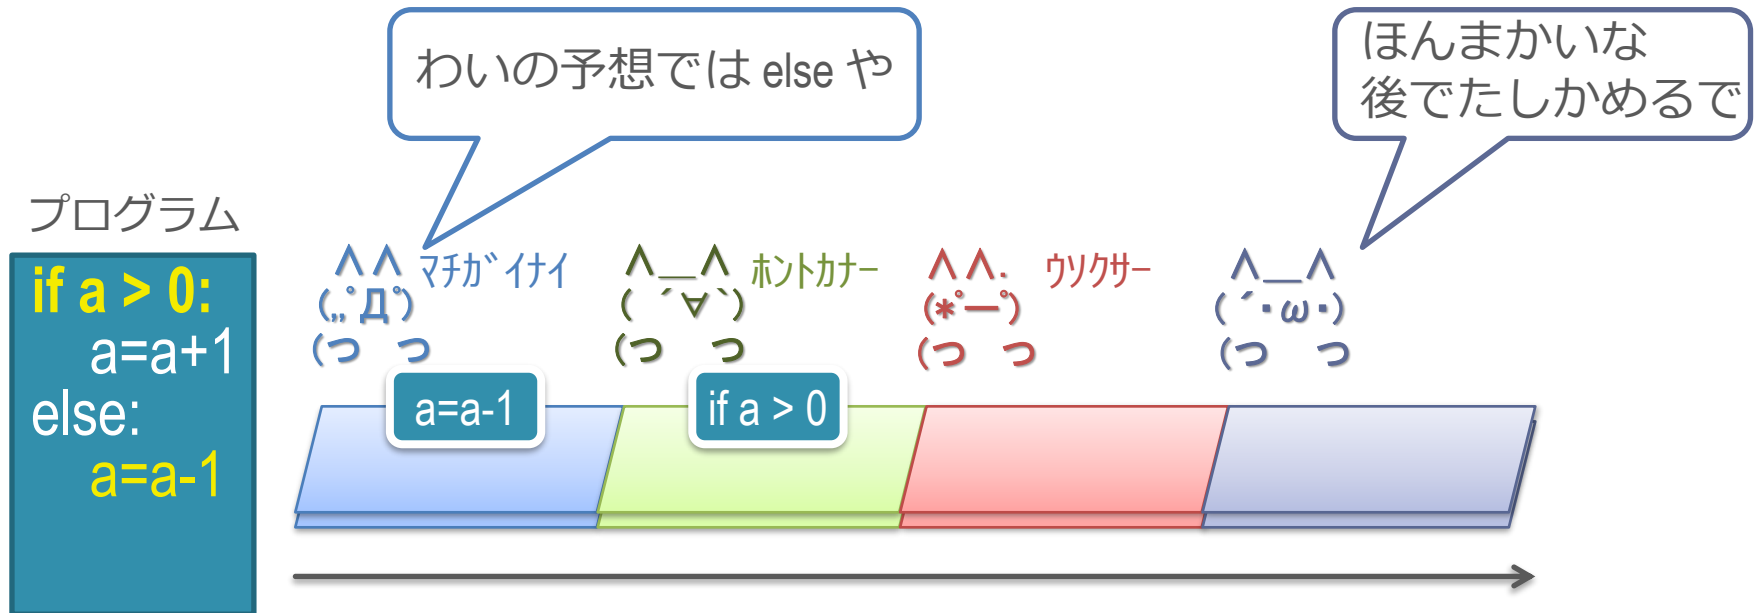 わいの予想では else や
ほんまかいな
後でたしかめるで
プログラム
if a > 0:
a=a+1
else:
a=a-1
∧∧ ﾏﾁｶﾞｲﾅｲ
(,,ﾟДﾟ)
(つ つ
∧＿∧ ﾎﾝﾄｶﾅｰ
( ´∀｀)
(つ つ
∧∧. ｳｿｸｻｰ
(*ﾟーﾟ)
(つ つ
∧＿∧
(´・ω・)
(つ つ
a=a-1
if a > 0